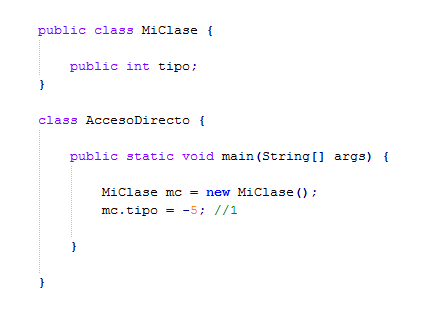 public class MiClase {
public int tipo;
}
class AccesoDirecto {
public static void main(String[] args) {
MiClase mc = new MiClase();
mc.tipo = -5; //1
}
}